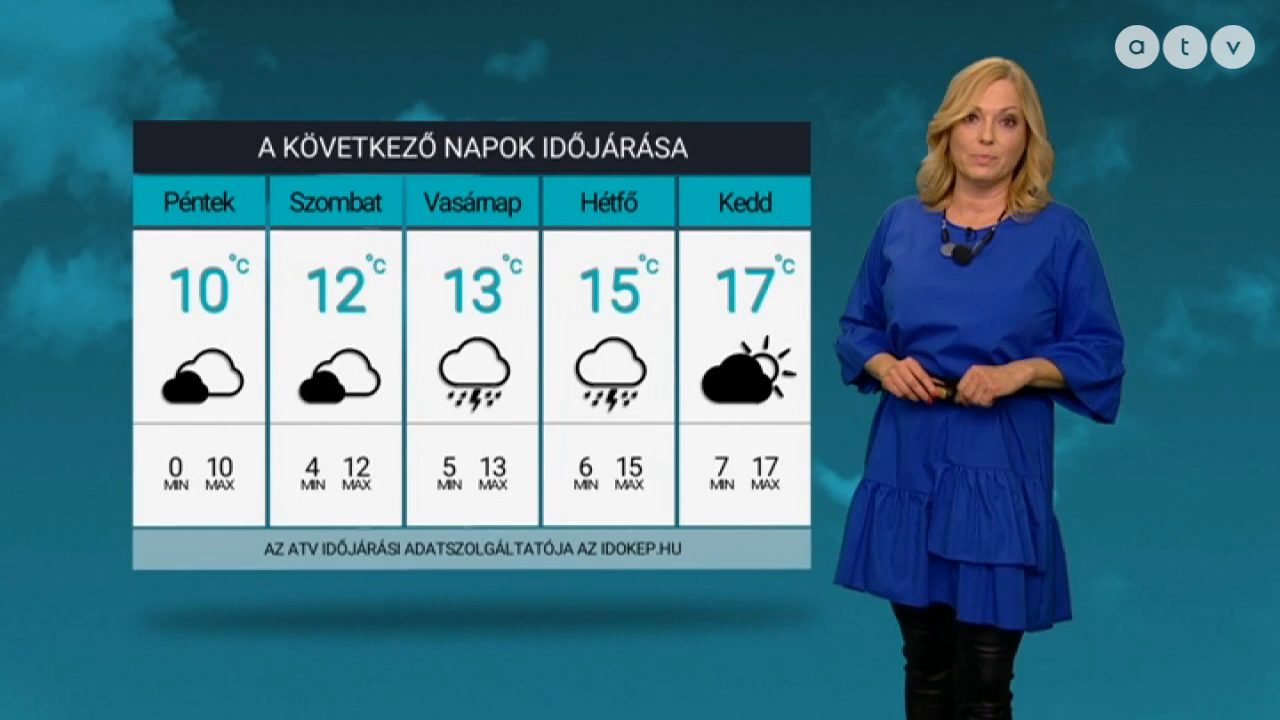 a t v
A KÖVETKEZŐ NAPOK IDŐJÁRÁSA
Péntek Szombat Vasárnap Hétfő Kedd
10°C 12°C 13°C 15°C 17°C
0 10 4 12 5 13 6 15 7 17
MIN MAX MIN MAX MIN MAX MIN MAX MIN MAX
AZ ATV IDŐJÁRÁSI ADATSZOLGÁLTATÓJA AZ IDOKEP.HU